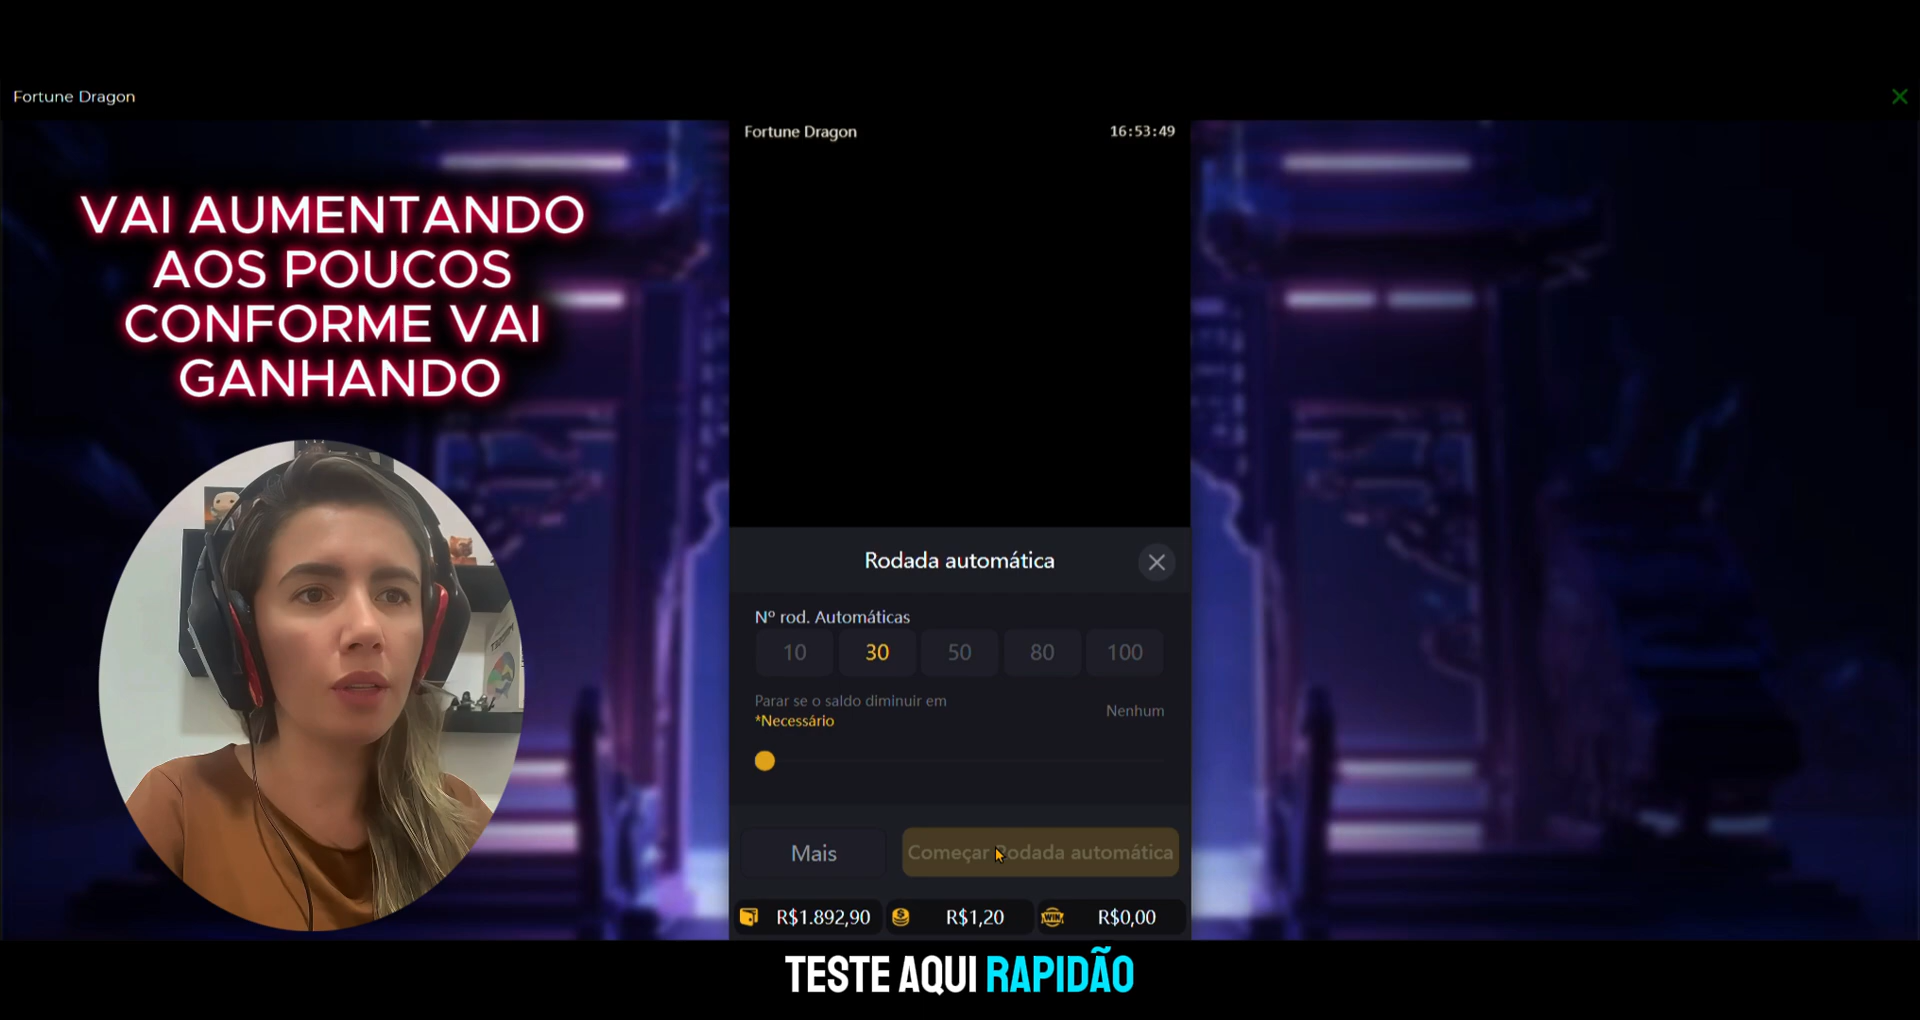 Fortune Dragon
Fortune Dragon
16:53:49
VAI AUMENTANDO
AOS POUCOS
CONFORME VAI
GANHANDO
Rodada automática
Nº rod. Automáticas
10 30 50 80 100
Parar se o saldo diminuir em
*Necessário
Nenhum
Mais
Começar Rodada automática
R$1.892,90
R$1,20
WIN
R$0,00
TESTE AQUI RAPIDÃO